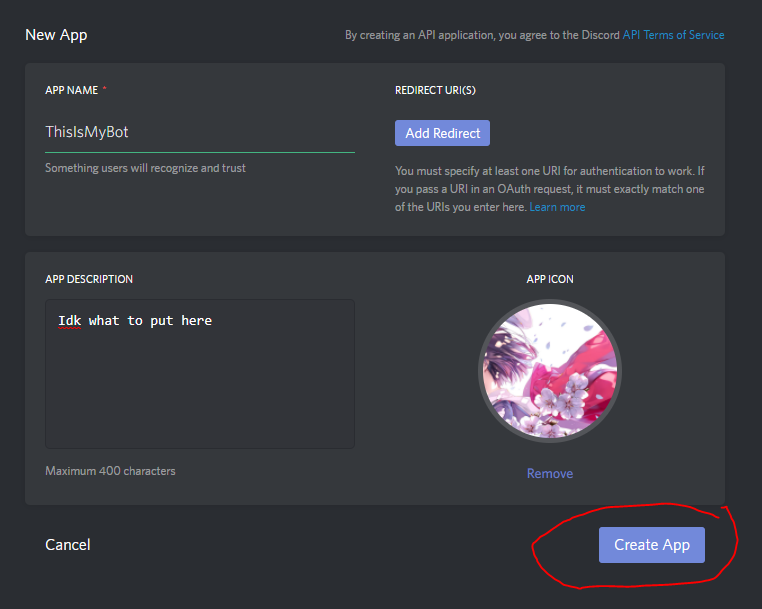 New App
By creating an API application, you agree to the Discord API Terms of Service
APP NAME *
ThisIsMyBot
Something users will recognize and trust
REDIRECT URI(S)
Add Redirect
You must specify at least one URI for authentication to work. If
you pass a URI in an OAuth request, it must exactly match one
of the URIs you enter here. Learn more
APP DESCRIPTION
Idk what to put here
Maximum 400 characters
APP ICON
Remove
Cancel
Create App